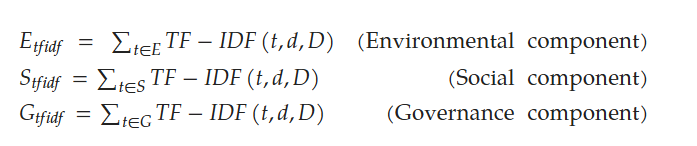 E_tfidf = ∑_{t∈E} TF − IDF (t, d, D) (Environmental component)
S_tfidf = ∑_{t∈S} TF − IDF (t, d, D) (Social component)
G_tfidf = ∑_{t∈G} TF − IDF (t, d, D) (Governance component)